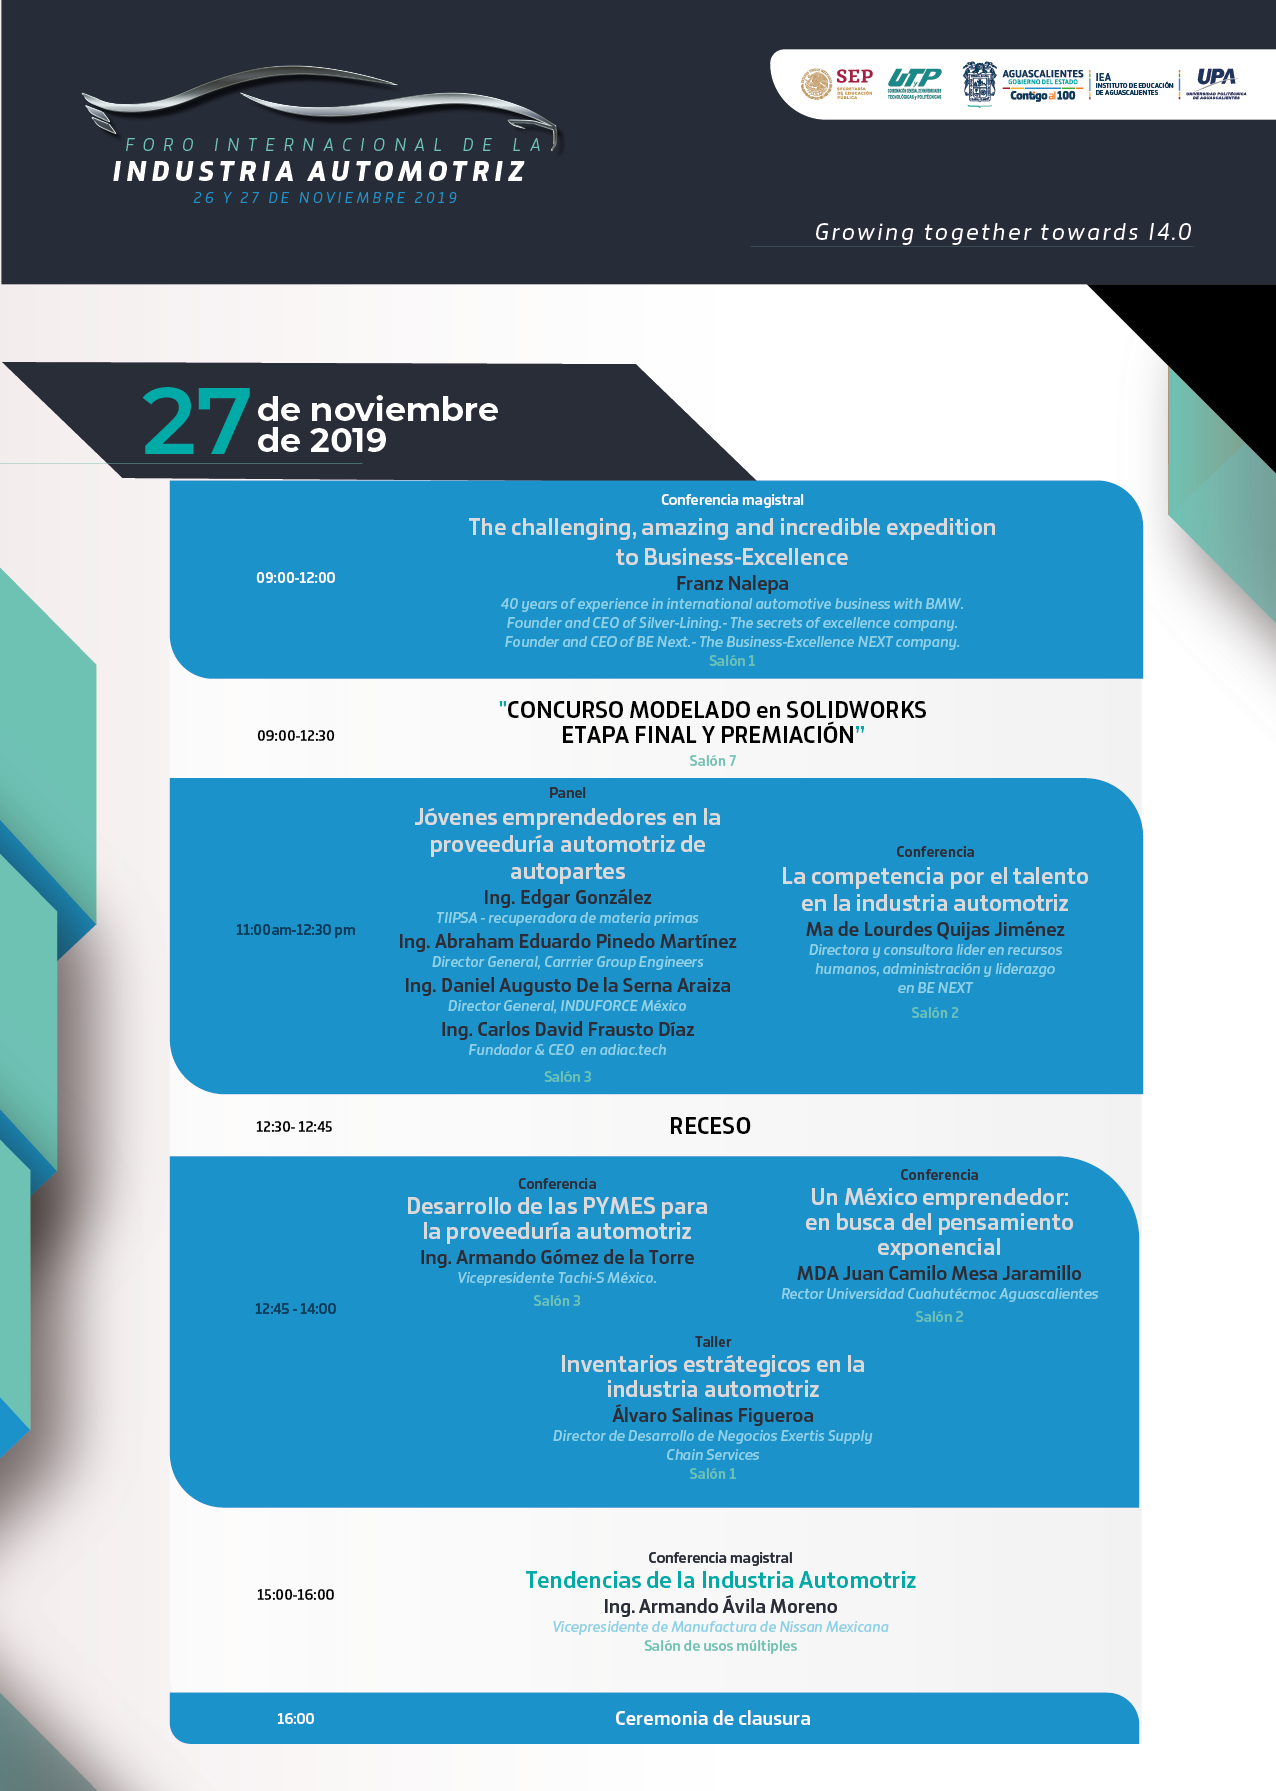 FORO INTERNACIONAL DE LA
INDUSTRIA AUTOMOTRIZ
26 Y 27 DE NOVIEMBRE 2019
SEP
SECRETARÍA
DE EDUCACIÓN
PÚBLICA
UTP
COORDINACIÓN GENERAL DE UNIVERSIDADES
TECNOLÓGICAS y POLITÉCNICAS
AGUASCALIENTES
GOBIERNO DEL ESTADO
Contigo al 100
IEA
INSTITUTO DE EDUCACIÓN
DE AGUASCALIENTES
UPA
UNIVERSIDAD POLITÉCNICA
DE AGUASCALIENTES
Growing together towards I4.0
27 de noviembre
de 2019
09:00-12:00
Conferencia magistral
The challenging, amazing and incredible expedition
to Business-Excellence
Franz Nalepa
40 years of experience in international automotive business with BMW.
Founder and CEO of Silver-Lining.- The secrets of excellence company.
Founder and CEO of BE Next.- The Business-Excellence NEXT company.
Salón 1
09:00-12:30
"CONCURSO MODELADO en SOLIDWORKS
ETAPA FINAL Y PREMIACIÓN”
Salón 7
11:00am-12:30 pm
Panel
Jóvenes emprendedores en la
proveeduría automotriz de
autopartes
Ing. Edgar González
TIIPSA - recuperadora de materia primas
Ing. Abraham Eduardo Pinedo Martínez
Director General, Carrrier Group Engineers
Ing. Daniel Augusto De la Serna Araiza
Director General, INDUFORCE México
Ing. Carlos David Frausto Díaz
Fundador & CEO en adiac.tech
Salón 3
Conferencia
La competencia por el talento
en la industria automotriz
Ma de Lourdes Quijas Jiménez
Directora y consultora lider en recursos
humanos, administración y liderazgo
en BE NEXT
Salón 2
12:30- 12:45
RECESO
12:45 - 14:00
Conferencia
Desarrollo de las PYMES para
la proveeduría automotriz
Ing. Armando Gómez de la Torre
Vicepresidente Tachi-S México.
Salón 3
Conferencia
Un México emprendedor:
en busca del pensamiento
exponencial
MDA Juan Camilo Mesa Jaramillo
Rector Universidad Cuahutécmoc Aguascalientes
Salón 2
Taller
Inventarios estrátegicos en la
industria automotriz
Álvaro Salinas Figueroa
Director de Desarrollo de Negocios Exertis Supply
Chain Services
Salón 1
15:00-16:00
Conferencia magistral
Tendencias de la Industria Automotriz
Ing. Armando Ávila Moreno
Vicepresidente de Manufactura de Nissan Mexicana
Salón de usos múltiples
16:00
Ceremonia de clausura